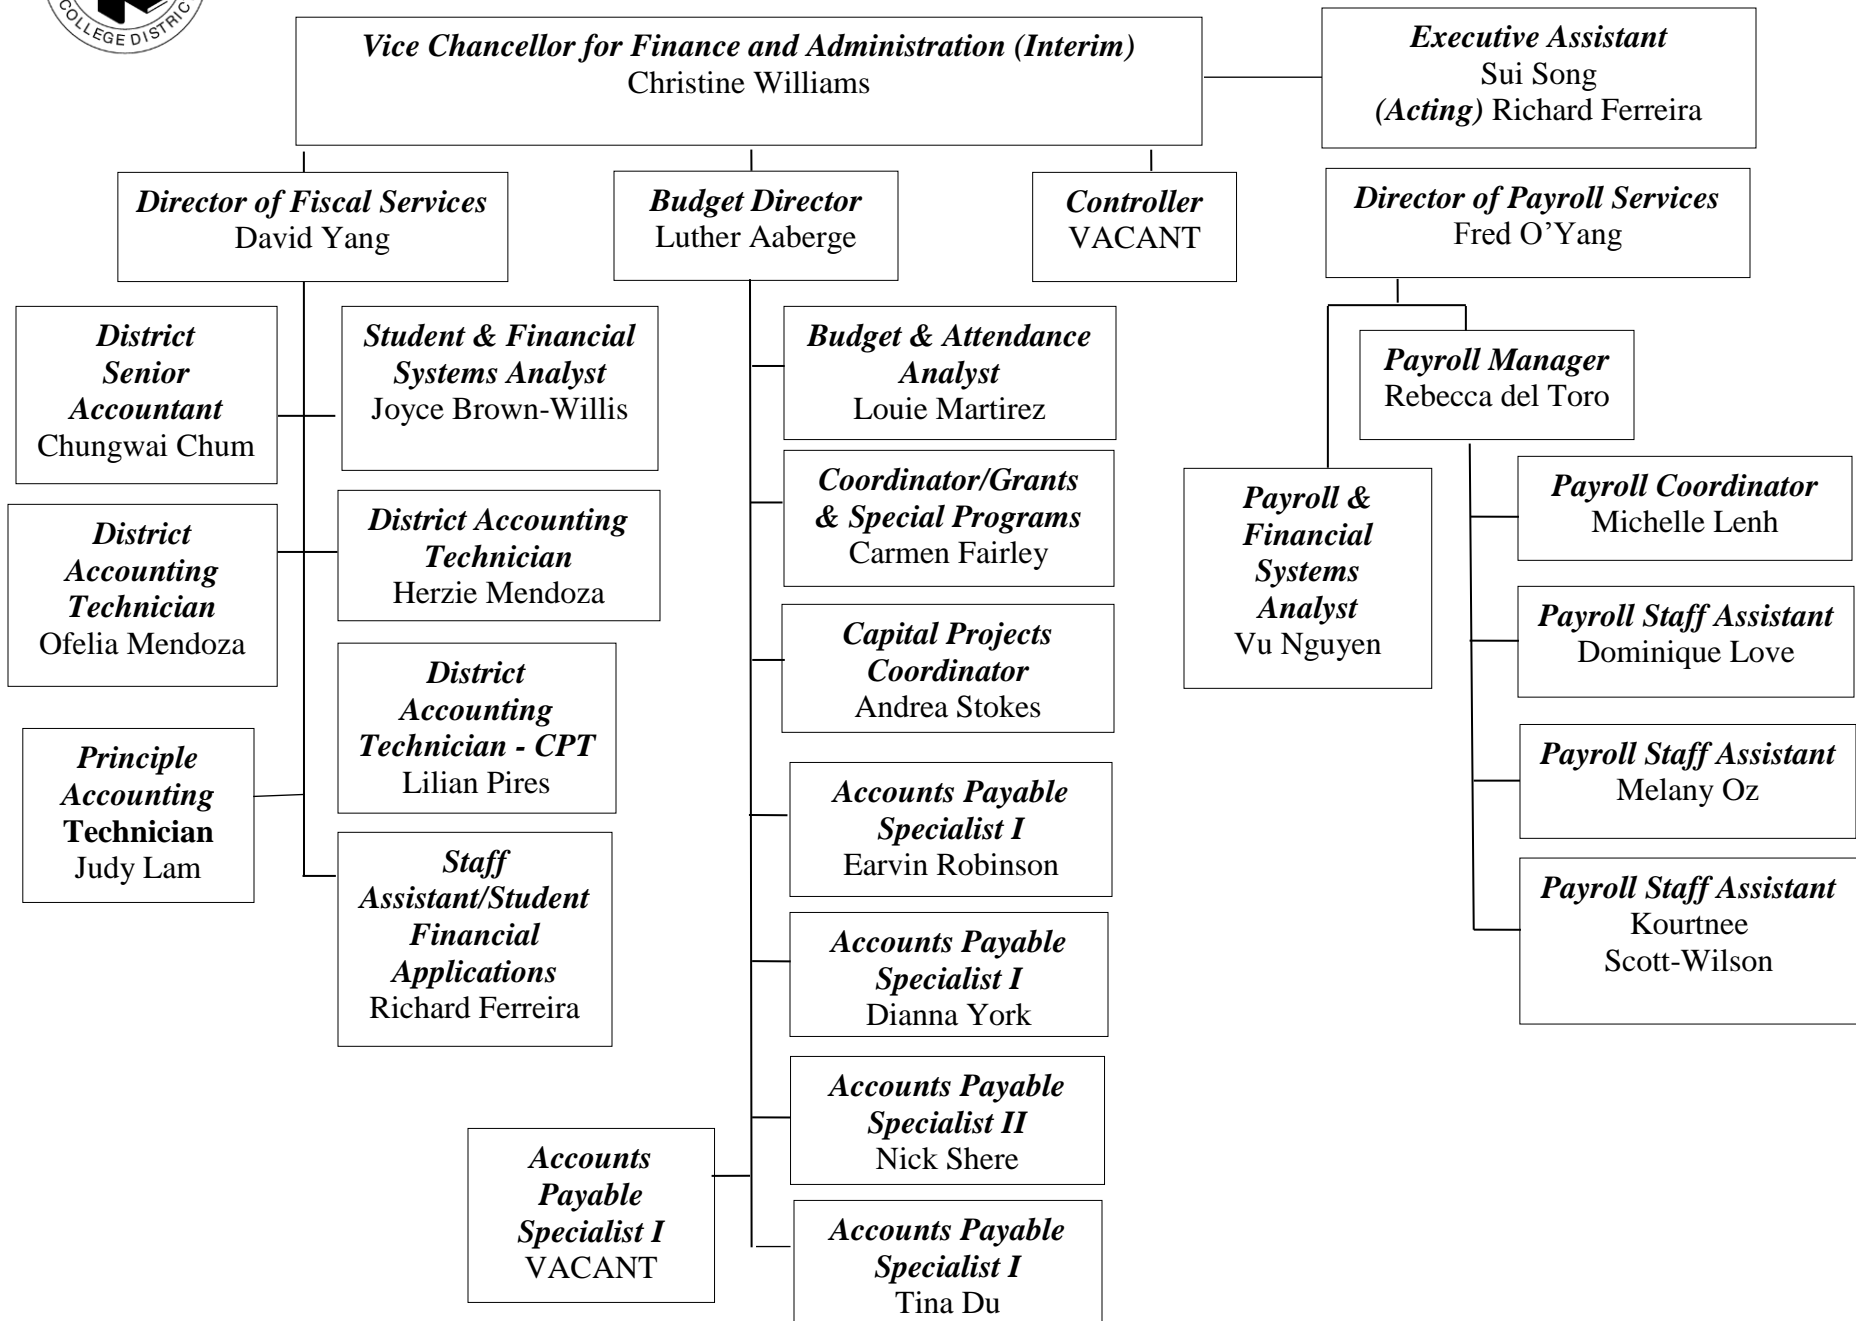 COLLEGE DISTRIC
Vice Chancellor for Finance and Administration (Interim)
Christine Williams
Executive Assistant
Sui Song
(Acting) Richard Ferreira
Director of Fiscal Services
David Yang
Budget Director
Luther Aaberge
Controller
VACANT
Director of Payroll Services
Fred O’Yang
District
Senior
Accountant
Chungwai Chum
Student & Financial
Systems Analyst
Joyce Brown-Willis
District
Accounting
Technician
Ofelia Mendoza
District Accounting
Technician
Herzie Mendoza
District
Accounting
Technician - CPT
Lilian Pires
Principle
Accounting
Technician
Judy Lam
Staff
Assistant/Student
Financial
Applications
Richard Ferreira
Budget & Attendance
Analyst
Louie Martirez
Coordinator/Grants
& Special Programs
Carmen Fairley
Capital Projects
Coordinator
Andrea Stokes
Accounts Payable
Specialist I
Earvin Robinson
Accounts Payable
Specialist I
Dianna York
Accounts Payable
Specialist II
Nick Shere
Accounts
Payable
Specialist I
VACANT
Accounts Payable
Specialist I
Tina Du
Payroll Manager
Rebecca del Toro
Payroll &
Financial
Systems
Analyst
Vu Nguyen
Payroll Coordinator
Michelle Lenh
Payroll Staff Assistant
Dominique Love
Payroll Staff Assistant
Melany Oz
Payroll Staff Assistant
Kourtnee
Scott-Wilson